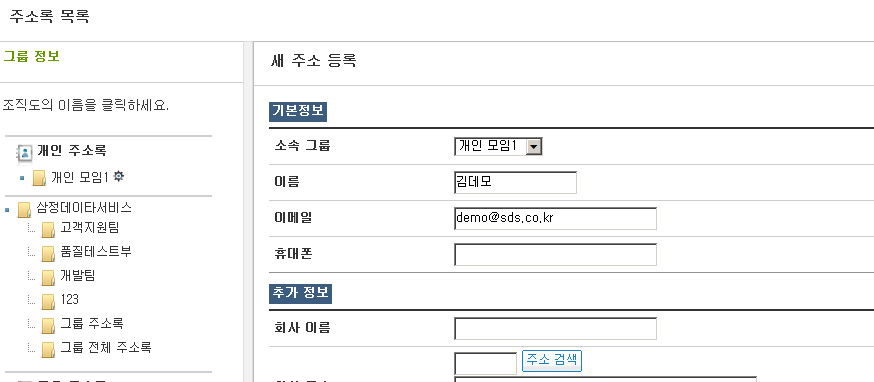 주소록 목록
그룹 정보
조직도의 이름을 클릭하세요.
개인 주소록
개인 모임1
삼정데이타서비스
고객지원팀
품질테스트부
개발팀
123
그룹 주소록
그룹 전체 주소록
새 주소 등록
기본정보
소속 그룹 개인 모임1
이름 김데모
이메일 demo@sds.co.kr
휴대폰
추가 정보
회사 이름
주소 검색